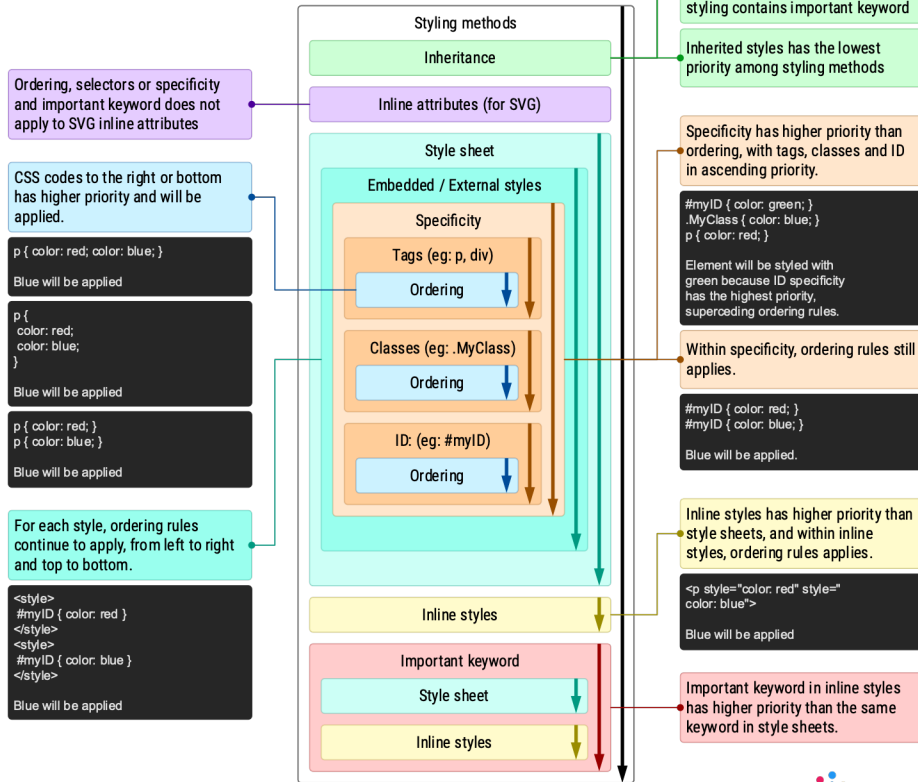 styling contains important keyword
Styling methods
Inheritance
Inherited styles has the lowest
priority among styling methods
Ordering, selectors or specificity
and important keyword does not
apply to SVG inline attributes
Inline attributes (for SVG)
Style sheet
Embedded / External styles
Specificity
Tags (eg: p, div)
Ordering
Classes (eg: .MyClass)
Ordering
ID: (eg: #myID)
Ordering
Inline styles
Important keyword
Style sheet
Inline styles
CSS codes to the right or bottom
has higher priority and will be
applied.
p { color: red; color: blue; }
Blue will be applied
p {
color: red;
color: blue;
}
Blue will be applied
p { color: red; }
p { color: blue; }
Blue will be applied
For each style, ordering rules
continue to apply, from left to right
and top to bottom.
<style>
#myID { color: red }
</style>
<style>
#myID { color: blue }
</style>
Blue will be applied
Specificity has higher priority than
ordering, with tags, classes and ID
in ascending priority.
#myID { color: green; }
.MyClass { color: blue; }
p { color: red; }
Element will be styled with
green because ID specificity
has the highest priority,
superceding ordering rules.
Within specificity, ordering rules still
applies.
#myID { color: red; }
#myID { color: blue; }
Blue will be applied.
Inline styles has higher priority than
style sheets, and within inline
styles, ordering rules applies.
<p style="color: red" style="
color: blue">
Blue will be applied
Important keyword in inline styles
has higher priority than the same
keyword in style sheets.